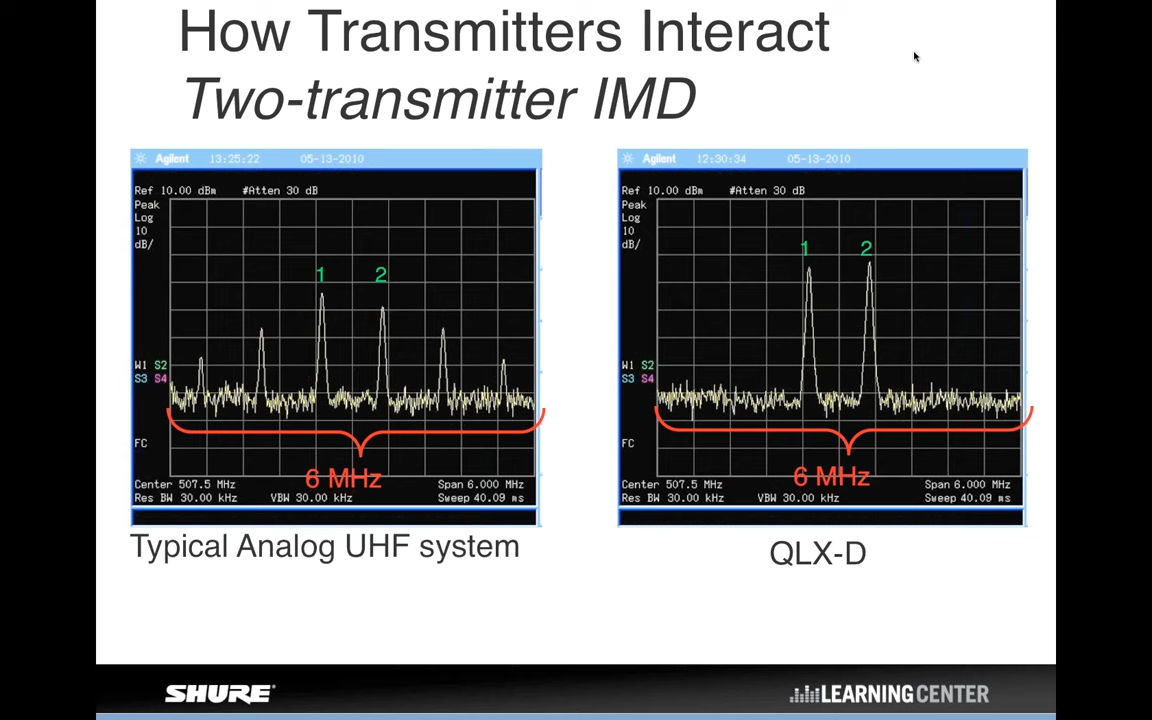 How Transmitters Interact
Two-transmitter IMD
Agilent 13:25:22 05-13-2010
Ref 10.00 dBm #Atten 30 dB
Peak
Log
10
dB/
1 2
W1 S2
S3 S4
FC
6 MHz
Center 507.5 MHz Span 6.000 MHz
Res BW 30.00 kHz VBW 30.00 kHz Sweep 40.09 ms
Typical Analog UHF system
Agilent 12:30:34 05-13-2010
Ref 10.00 dBm #Atten 30 dB
Peak
Log
10
dB/
1 2
W1 S2
S3 S4
FC
6 MHz
Center 507.5 MHz Span 6.000 MHz
Res BW 30.00 kHz VBW 30.00 kHz Sweep 40.09 ms
QLX-D
SHURE® LEARNING CENTER